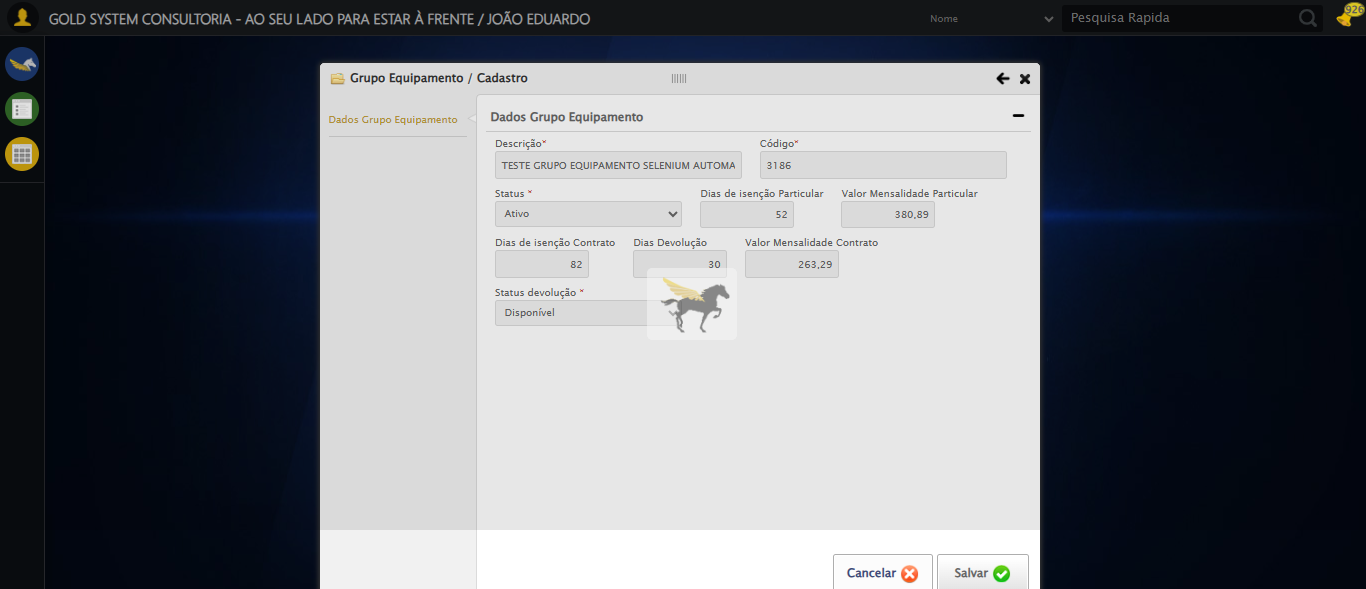 GOLD SYSTEM CONSULTORIA - AO SEU LADO PARA ESTAR À FRENTE / JOÃO EDUARDO
Nome
Pesquisa Rapida
926
Grupo Equipamento / Cadastro
Dados Grupo Equipamento
Dados Grupo Equipamento
Descrição*
Código*
TESTE GRUPO EQUIPAMENTO SELENIUM AUTOMA
3186
Status *
Dias de isenção Particular
Valor Mensalidade Particular
Ativo
52
380,89
Dias de isenção Contrato
Dias Devolução
Valor Mensalidade Contrato
82
30
263,29
Status devolução *
Disponível
Cancelar
Salvar